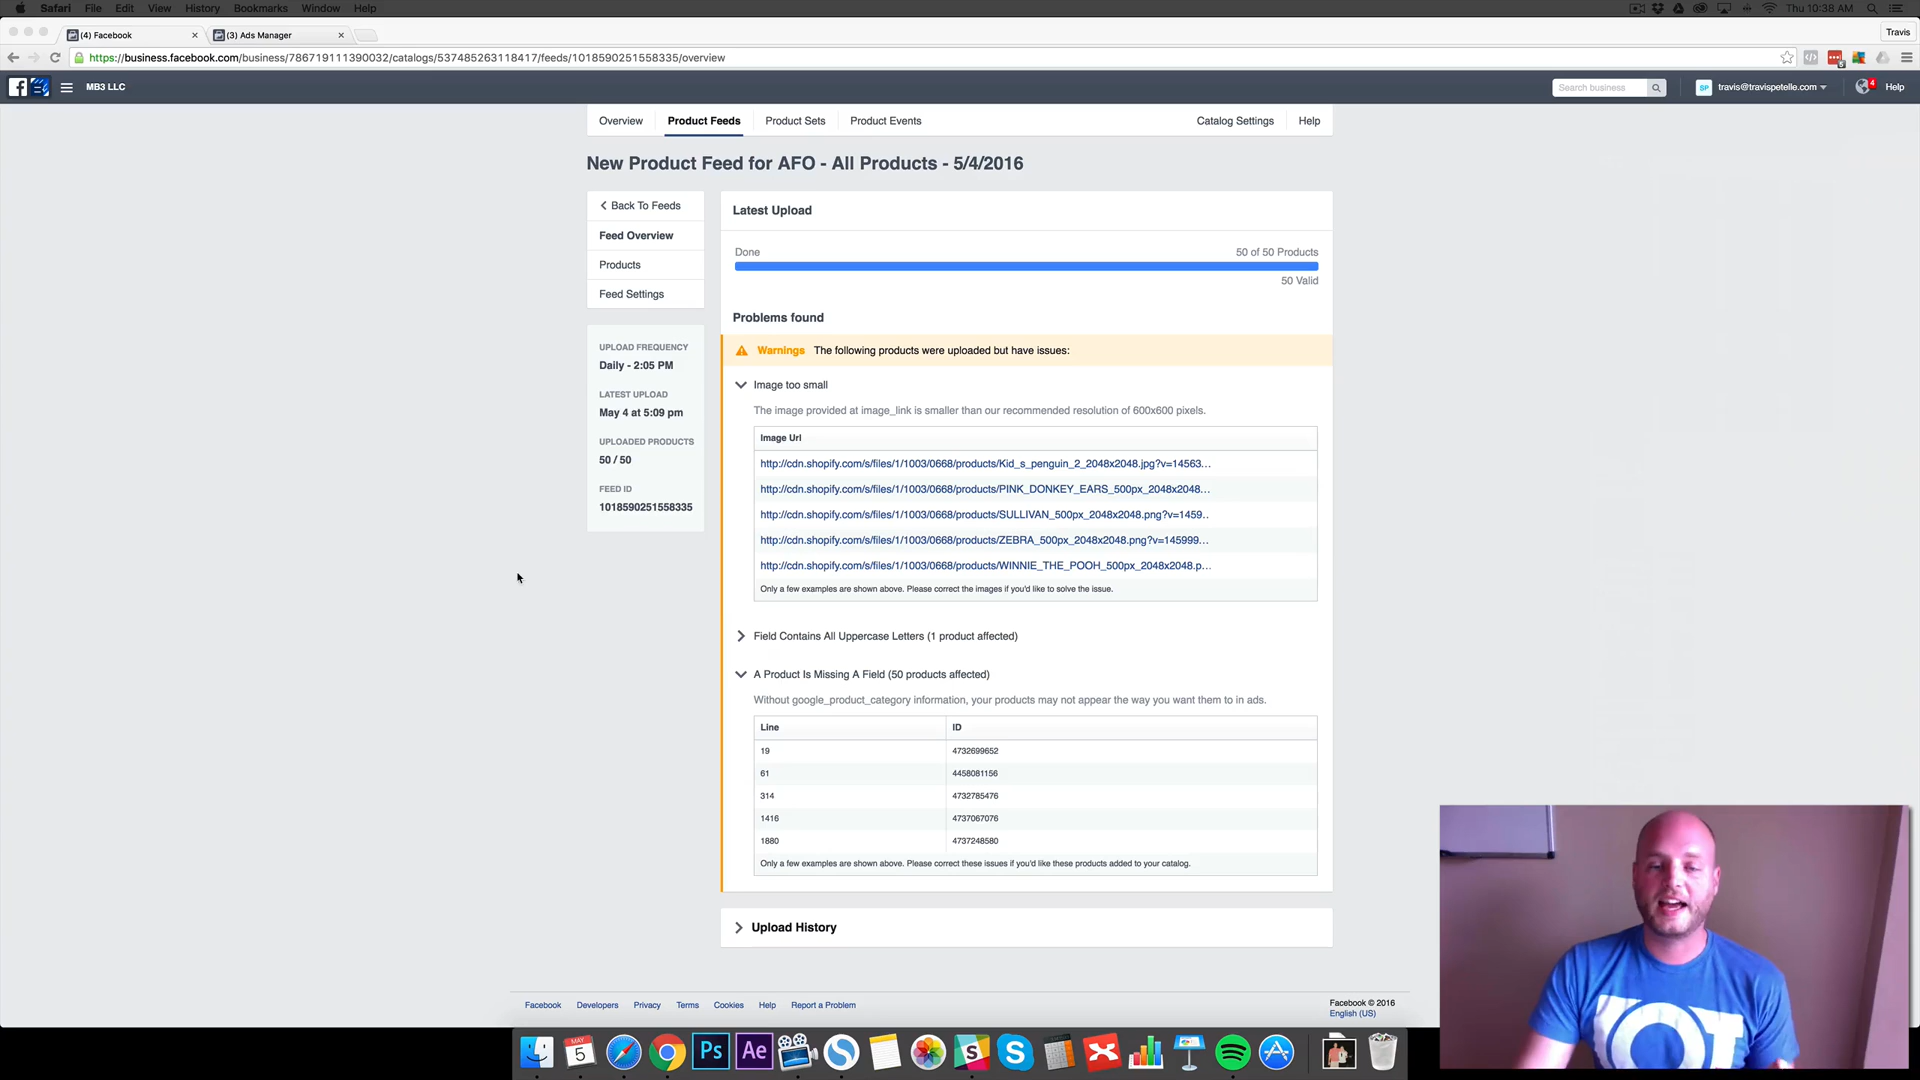 Safari File Edit View History Bookmarks Window Help
Thu 10:38 AM
(4) Facebook
(3) Ads Manager
Travis
https://business.facebook.com/business/786719111390032/catalogs/537485263118417/feeds/1018590251558335/overview
MB3 LLC
Search business
SP
travis@travispetelle.com
4
Help
Overview
Product Feeds
Product Sets
Product Events
Catalog Settings
Help
New Product Feed for AFO - All Products - 5/4/2016
Back To Feeds
Feed Overview
Products
Feed Settings
UPLOAD FREQUENCY
Daily - 2:05 PM
LATEST UPLOAD
May 4 at 5:09 pm
UPLOADED PRODUCTS
50 / 50
FEED ID
1018590251558335
Latest Upload
Done
50 of 50 Products
50 Valid
Problems found
Warnings The following products were uploaded but have issues:
Image too small
The image provided at image_link is smaller than our recommended resolution of 600x600 pixels.
Image Url
http://cdn.shopify.com/s/files/1/1003/0668/products/Kid_s_penguin_2_2048x2048.jpg?v=14563...
http://cdn.shopify.com/s/files/1/1003/0668/products/PINK_DONKEY_EARS_500px_2048x2048...
http://cdn.shopify.com/s/files/1/1003/0668/products/SULLIVAN_500px_2048x2048.png?v=1459..
http://cdn.shopify.com/s/files/1/1003/0668/products/ZEBRA_500px_2048x2048.png?v=145999...
http://cdn.shopify.com/s/files/1/1003/0668/products/WINNIE_THE_POOH_500px_2048x2048.p...
Only a few examples are shown above. Please correct the images if you'd like to solve the issue.
Field Contains All Uppercase Letters (1 product affected)
A Product Is Missing A Field (50 products affected)
Without google_product_category information, your products may not appear the way you want them to in ads.
Line ID
19 4732699652
61 4458081156
314 4732785476
1416 4737067076
1880 4737248580
Only a few examples are shown above. Please correct these issues if you'd like these products added to your catalog.
Upload History
Facebook Developers Privacy Terms Cookies Help Report a Problem
Facebook © 2016
English (US)
MAY
5
Ps
Ae